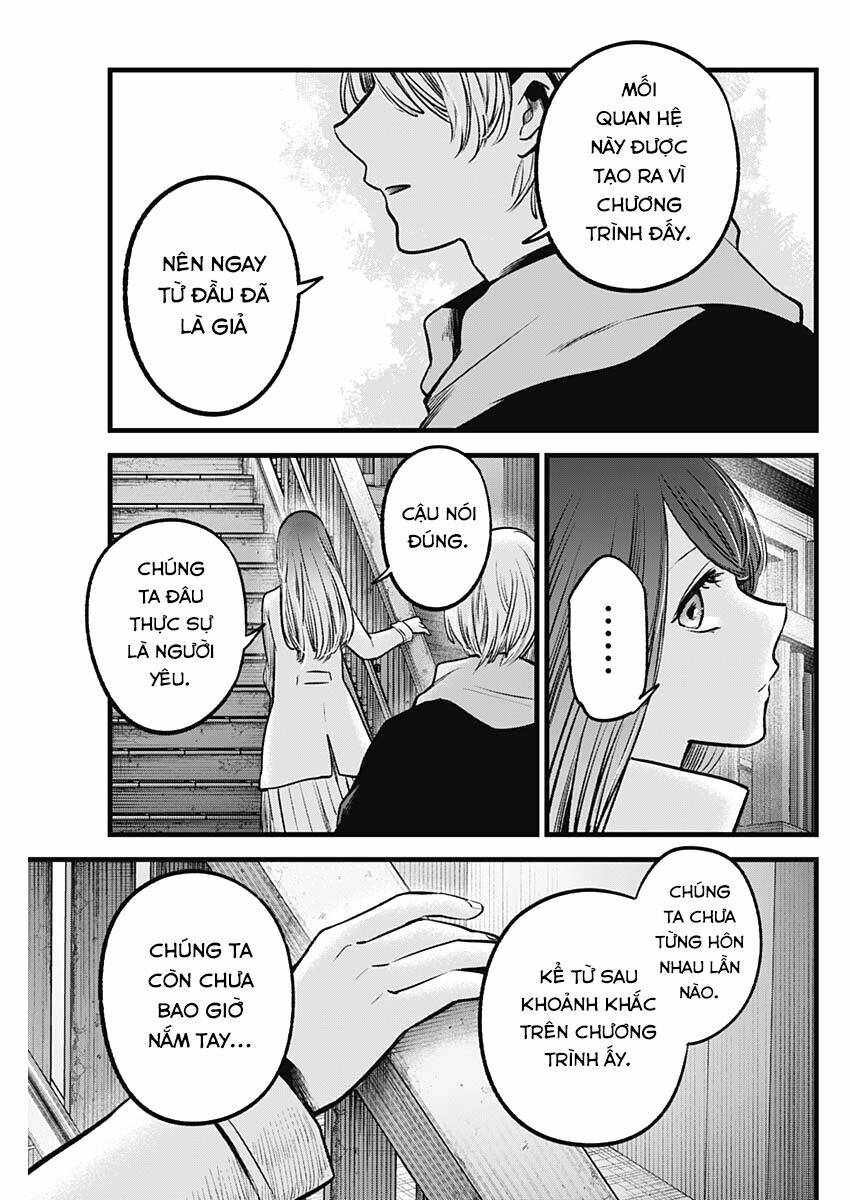 MỐI
QUAN HỆ
NÀY ĐƯỢC
TẠO RA VÌ
CHƯƠNG
TRÌNH ĐẤY.
NÊN NGAY
TỪ ĐẦU ĐÃ
LÀ GIẢ
......
CẬU NÓI
ĐÚNG.
CHÚNG
TA ĐÂU
THỰC SỰ
LÀ NGƯỜI
YÊU.
CHÚNG
TA CHƯA
TỪNG HÔN
NHAU LẦN
NÀO.
KỂ TỪ SAU
KHOẢNH KHẮC
TRÊN CHƯƠNG
TRÌNH ẤY.
CHÚNG TA
CÒN CHƯA
BAO GIỜ
NẮM TAY...